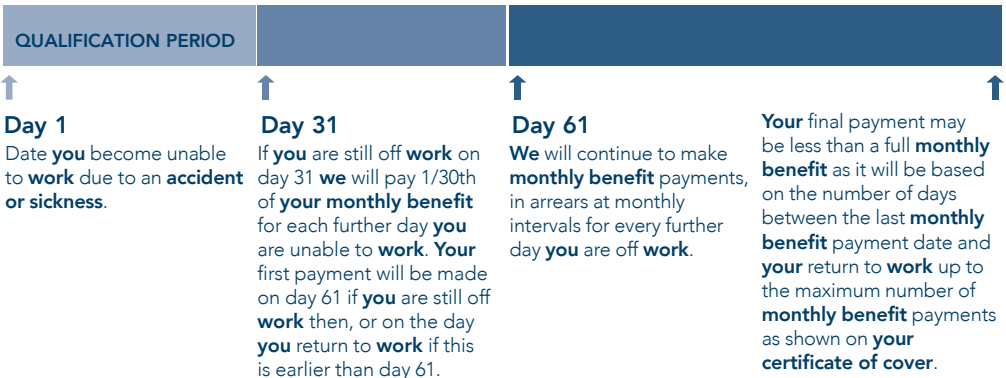 QUALIFICATION PERIOD
Day 1
Date you become unable
to work due to an accident
or sickness.
Day 31
If you are still off work on
day 31 we will pay 1/30th
of your monthly benefit
for each further day you
are unable to work. Your
first payment will be made
on day 61 if you are still off
work then, or on the day
you return to work if this
is earlier than day 61.
Day 61
We will continue to make
monthly benefit payments,
in arrears at monthly
intervals for every further
day you are off work.
Your final payment may
be less than a full monthly
benefit as it will be based
on the number of days
between the last monthly
benefit payment date and
your return to work up to
the maximum number of
monthly benefit payments
as shown on your
certificate of cover.